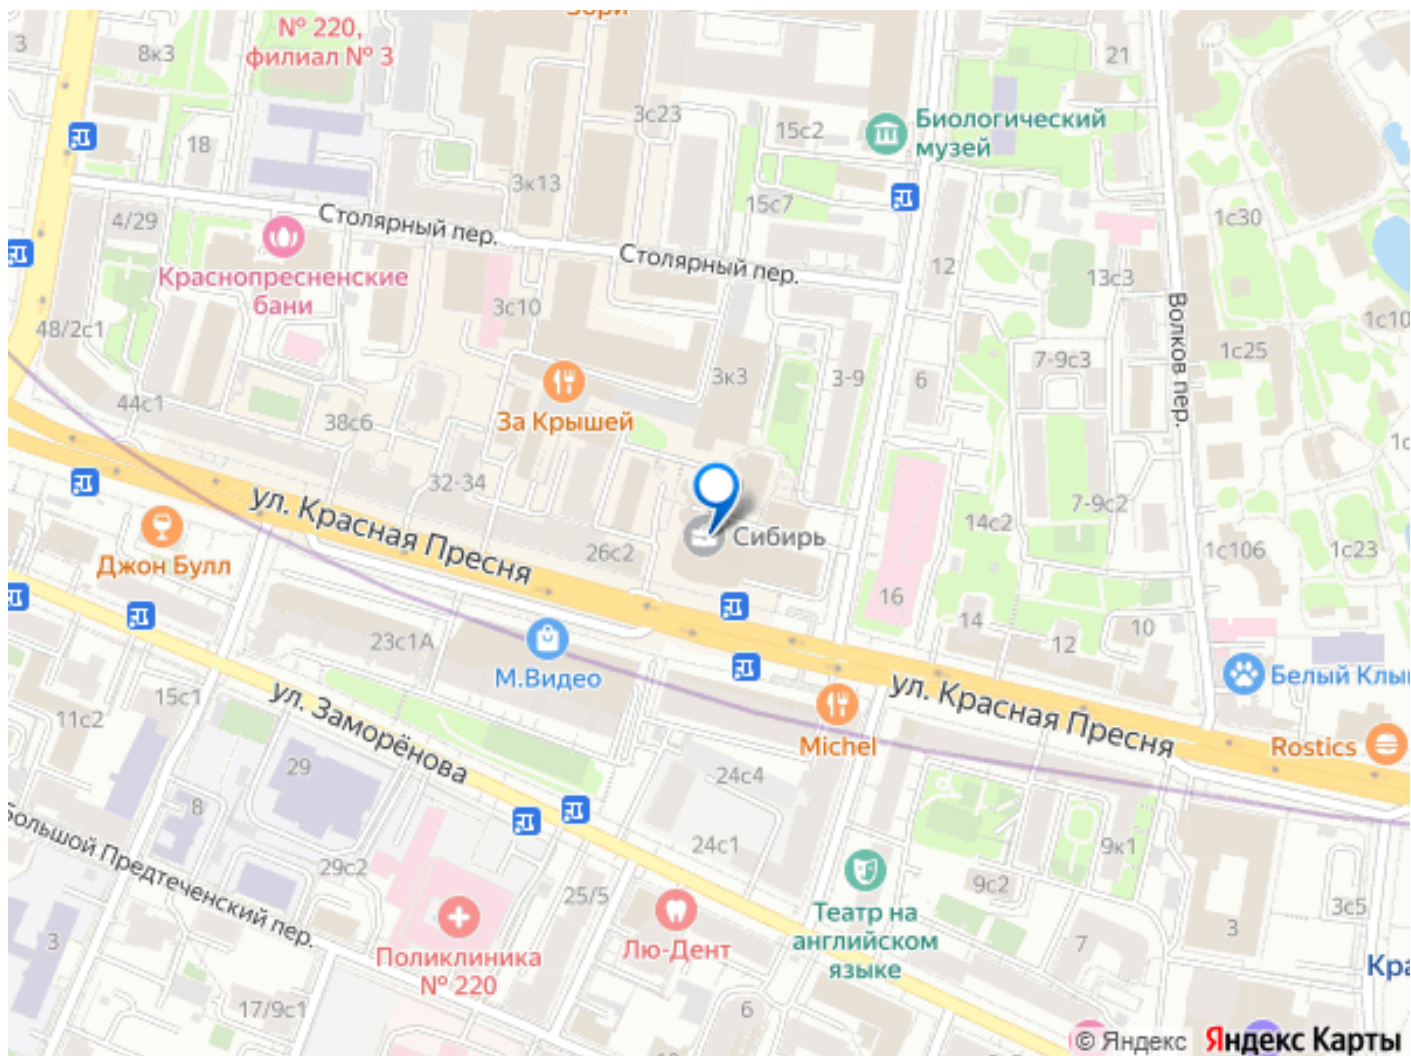 № 220,
филиал № 3
3
8к3
21
3с23
15с2
Биологический
музей
18
3к13
4/29
Столярный пер.
15с7
1с30
Краснопресненские
бани
Столярный пер.
12
13с3
3с10
48/2с1
Волков пер.
1с10
1с25
7-9с3
3к3
3-9
6
44с1
38с6
За Крышей
32-34
7-9с2
ул. Красная Пресня
14с2
Сибирь
26с2
1с106
1с23
Джон Булл
16
14
12
10
23с1А
М.Видео
ул. Красная Пресня
Белый Клы
15с1
11с2
ул. Заморёнова
Michel
Rostics
29
24с4
8
24с1
9к1
Большой Предтеченский пер.
29с2
25/5
9с2
3с5
Театр на
английском
языке
3
7
3
Лю-Дент
Поликлиника
№ 220
Кра
17/9с1
6
© Яндекс Яндекс Карты